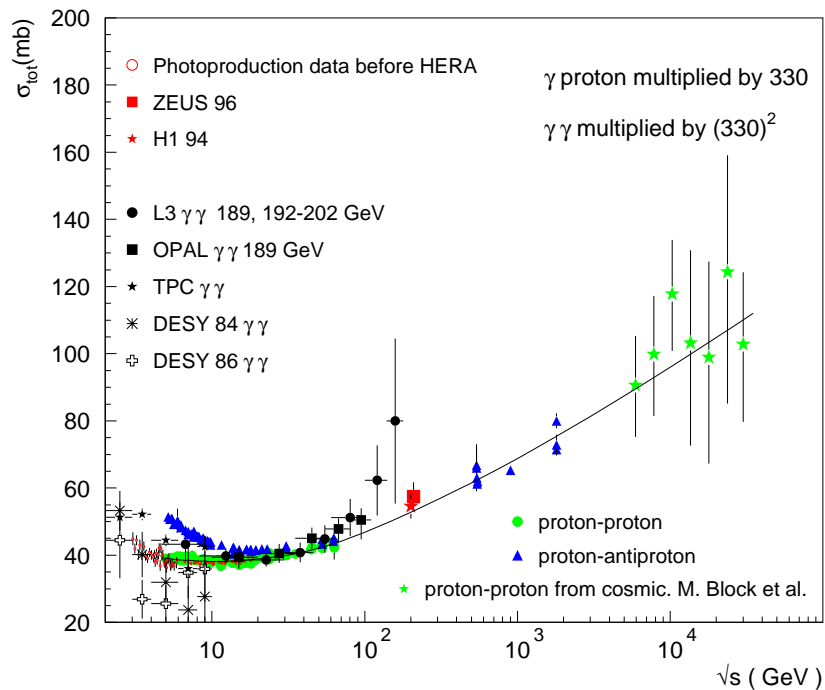 σtot(mb)
200
180
160
140
120
100
80
60
40
20
Photoproduction data before HERA
ZEUS 96
H1 94
L3 γγ 189, 192-202 GeV
OPAL γγ 189 GeV
TPC γγ
DESY 84 γγ
DESY 86 γγ
γ proton multiplied by 330
γγ multiplied by (330)²
proton-proton
proton-antiproton
proton-proton from cosmic. M. Block et al.
10 10² 10³ 10⁴
√s ( GeV )